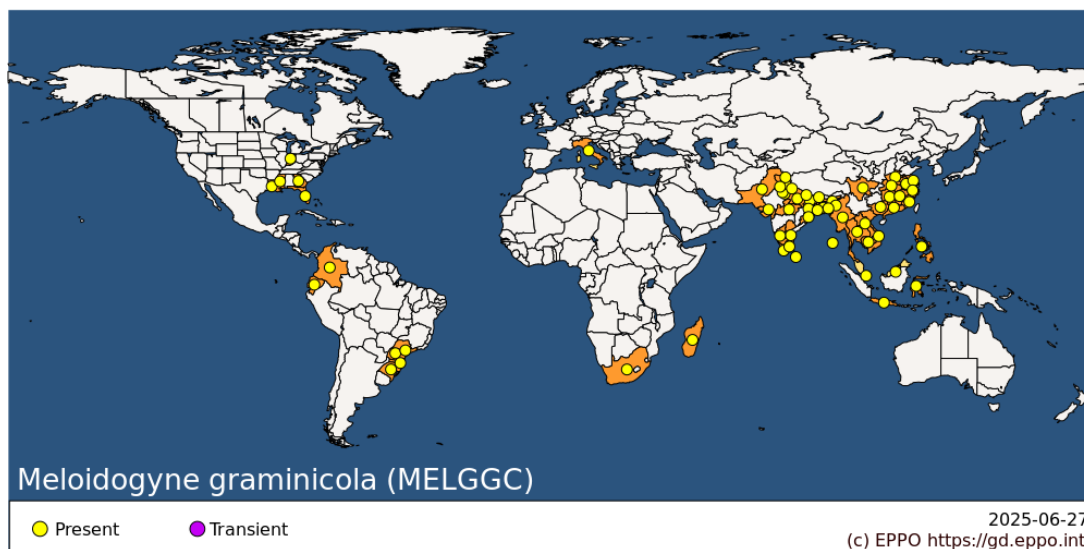 Meloidogyne graminicola (MELGGC)
Present
Transient
2025-06-27
(c) EPPO https://gd.eppo.int